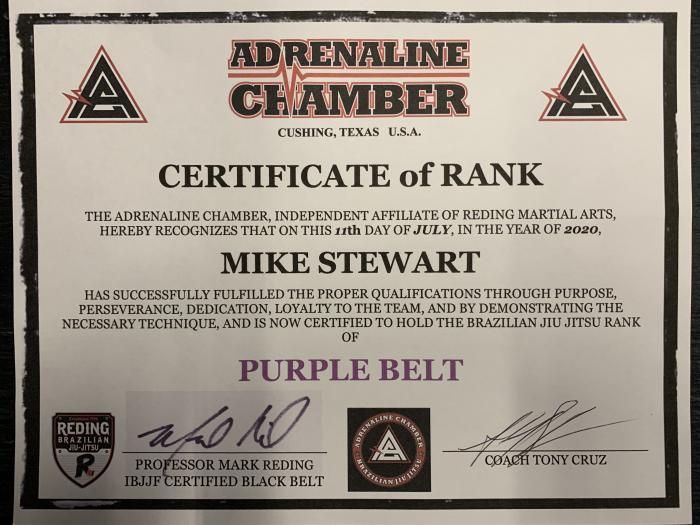 ADRENALINE
CHAMBER
CUSHING, TEXAS U.S.A.
CERTIFICATE of RANK
THE ADRENALINE CHAMBER, INDEPENDENT AFFILIATE OF REDING MARTIAL ARTS,
HEREBY RECOGNIZES THAT ON THIS 11th DAY OF JULY, IN THE YEAR OF 2020,
MIKE STEWART
HAS SUCCESSFULLY FULFILLED THE PROPER QUALIFICATIONS THROUGH PURPOSE,
PERSEVERANCE, DEDICATION, LOYALTY TO THE TEAM, AND BY DEMONSTRATING THE
NECESSARY TECHNIQUE, AND IS NOW CERTIFIED TO HOLD THE BRAZILIAN JIU JITSU RANK
OF
PURPLE BELT
REDING
BRAZILIAN
JIU-JITSU
R
PROFESSOR MARK REDING
IBJJF CERTIFIED BLACK BELT
ADRENALINE CHAMBER
BRAZILIAN JIU JITSU
COACH TONY CRUZ